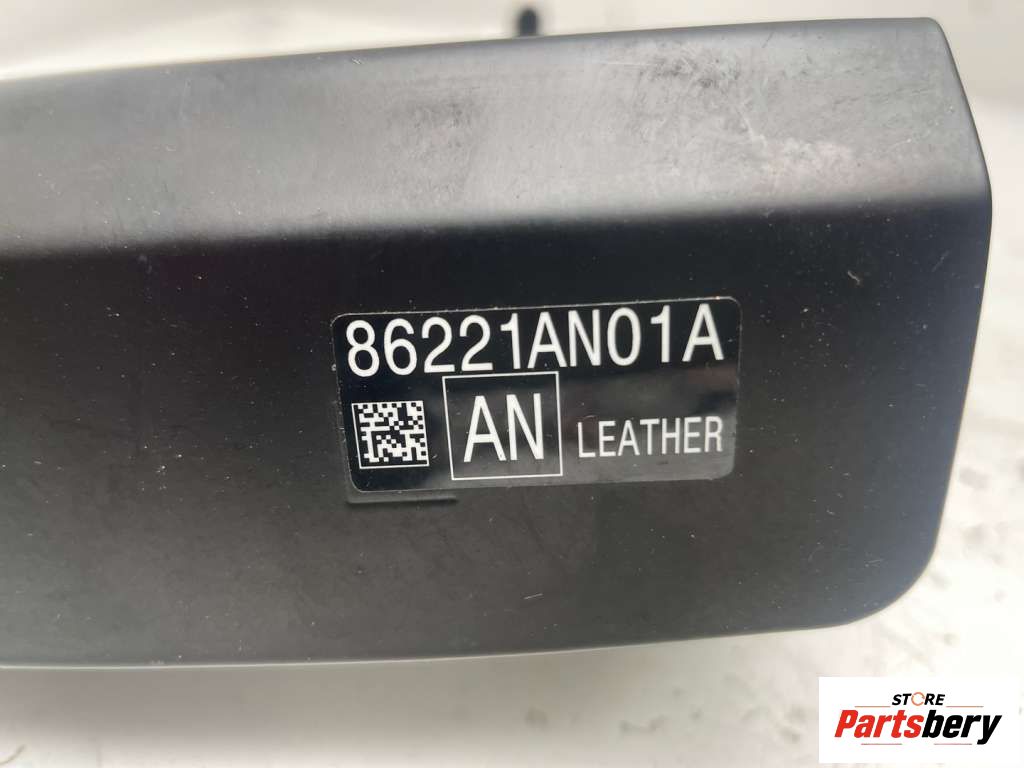 86221AN01A
AN
LEATHER
STORE
Partsbery